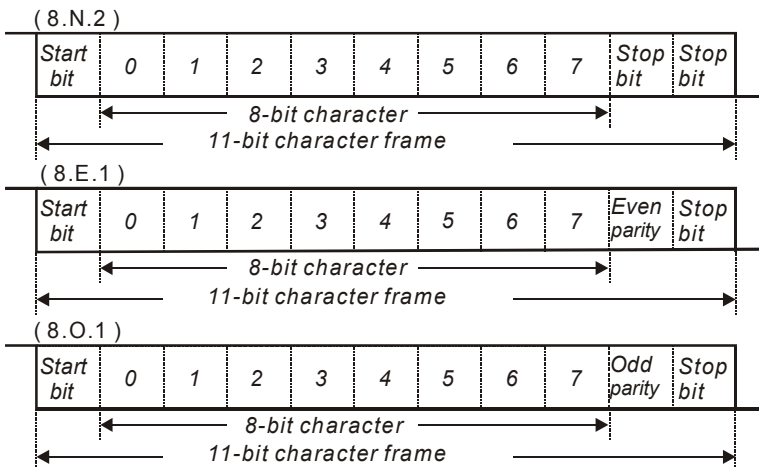 (8.N.2)
Start bit 0 1 2 3 4 5 6 7 Stop bit Stop bit
8-bit character
11-bit character frame
(8.E.1)
Start bit 0 1 2 3 4 5 6 7 Even parity Stop bit
8-bit character
11-bit character frame
(8.O.1)
Start bit 0 1 2 3 4 5 6 7 Odd parity Stop bit
8-bit character
11-bit character frame